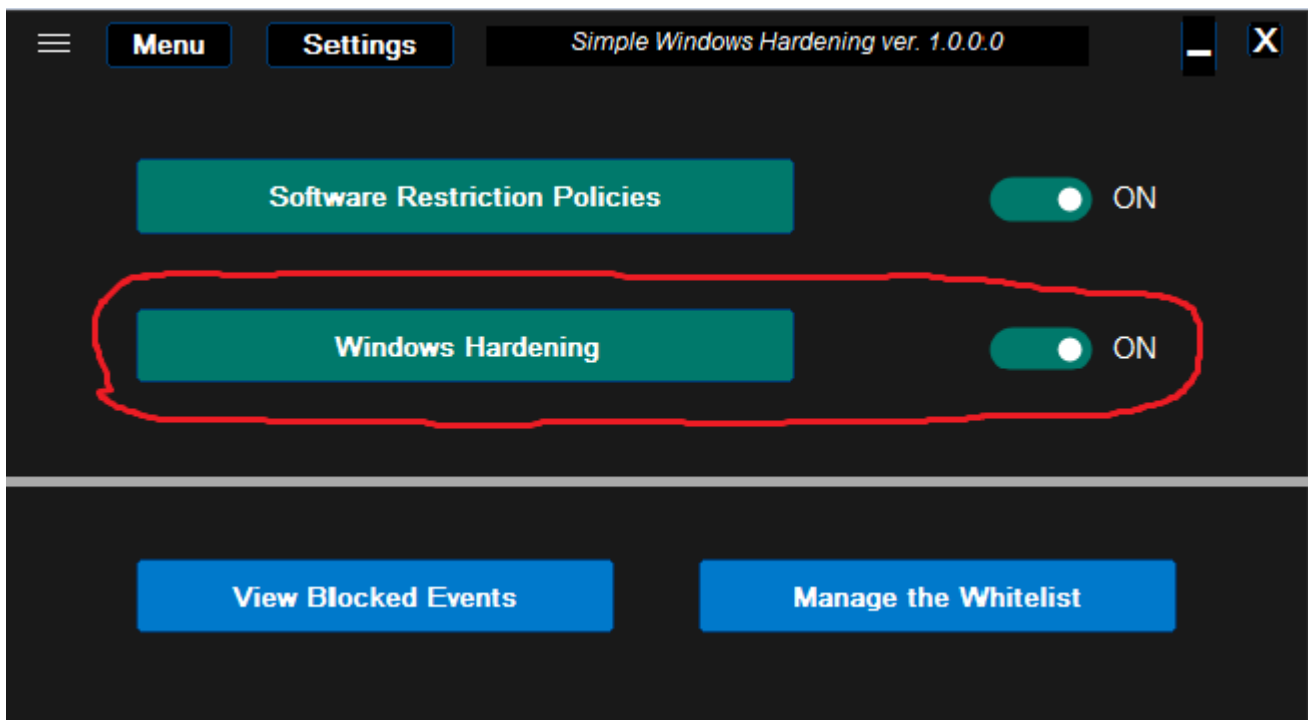 Menu Settings Simple Windows Hardening ver. 1.0.0.0 _ X
Software Restriction Policies ON
Windows Hardening ON
View Blocked Events Manage the Whitelist